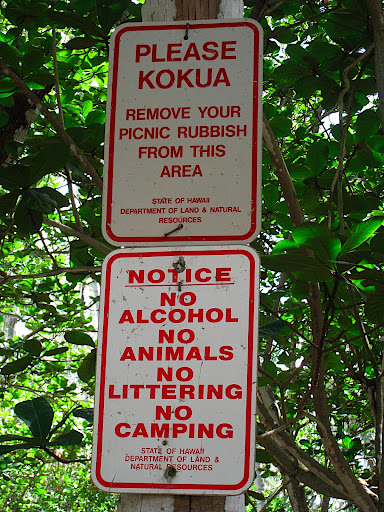 PLEASE
KOKUA
REMOVE YOUR
PICNIC RUBBISH
FROM THIS
AREA
STATE OF HAWAII
DEPARTMENT OF LAND & NATURAL
RESOURCES
NOTICE
NO
ALCOHOL
NO
ANIMALS
NO
LITTERING
NO
CAMPING
STATE OF HAWAII
DEPARTMENT OF LAND &
NATURAL RESOURCES